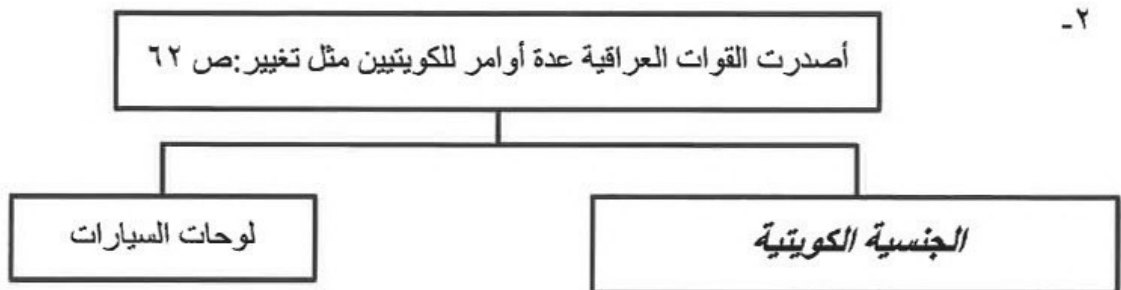 ٢-
أصدرت القوات العراقية عدة أوامر للكويتيين مثل تغيير:ص ٦٢
الجنسية الكويتية
لوحات السيارات